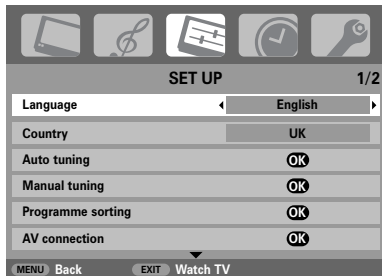 SET UP 1/2
Language English
Country UK
Auto tuning OK
Manual tuning OK
Programme sorting OK
AV connection OK
MENU Back EXIT Watch TV